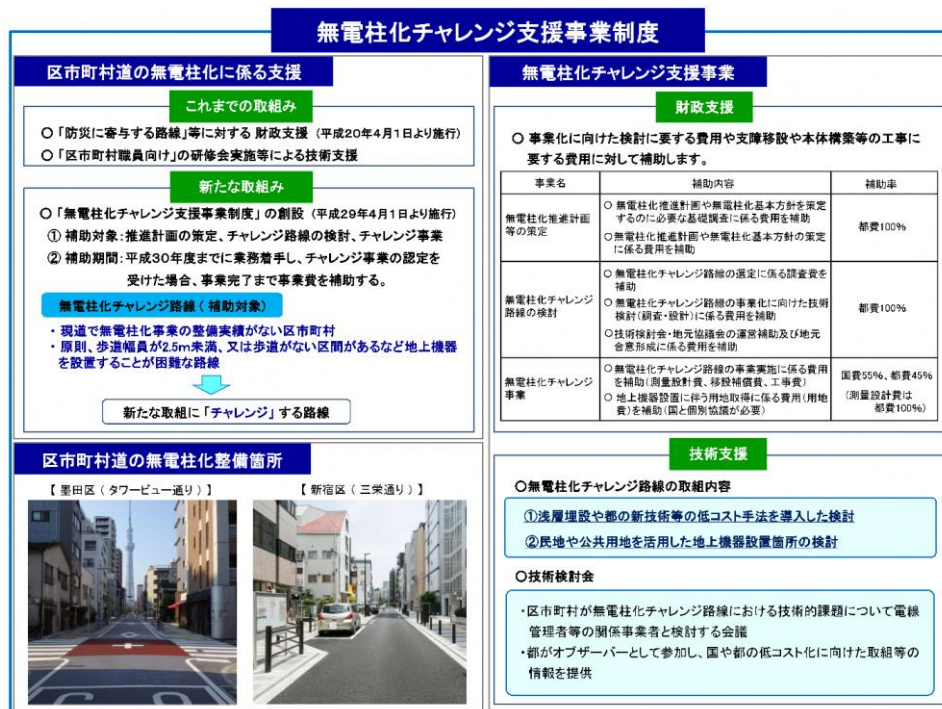 無電柱化チャレンジ支援事業制度
区市町村道の無電柱化に係る支援
これまでの取組み
○「防災に寄与する路線」等に対する 財政支援 (平成20年4月1日より施行)
○「区市町村職員向け」の研修会実施等による技術支援
新たな取組み
○「無電柱化チャレンジ支援事業制度」の創設 (平成29年4月1日より施行)
① 補助対象:推進計画の策定、チャレンジ路線の検討、チャレンジ事業
② 補助期間:平成30年度までに業務着手し、チャレンジ事業の認定を
受けた場合、事業完了まで事業費を補助する。
無電柱化チャレンジ路線(補助対象)
・現道で無電柱化事業の整備実績がない区市町村
・原則、歩道幅員が2.5m未満、又は歩道がない区間があるなど地上機器
を設置することが困難な路線
新たな取組に「チャレンジ」する路線
区市町村道の無電柱化整備箇所
【 墨田区(タワービュー通り)】
【 新宿区(三栄通り)】
無電柱化チャレンジ支援事業
財政支援
○ 事業化に向けた検討に要する費用や支障移設や本体構築等の工事に
要する費用に対して補助します。
事業名 補助内容 補助率
無電柱化推進計画
等の策定
○ 無電柱化推進計画や無電柱化基本方針を策定
するのに必要な基礎調査に係る費用を補助
○無電柱化推進計画や無電柱化基本方針の策定
に係る費用を補助
都費100%
無電柱化チャレンジ
路線の検討
○ 無電柱化チャレンジ路線の選定に係る調査費を
補助
○ 無電柱化チャレンジ路線の事業化に向けた技術
検討(調査・設計)に係る費用を補助
○技術検討会・地元協議会の運営補助及び地元
合意形成に係る費用を補助
都費100%
無電柱化チャレンジ
事業
○無電柱化チャレンジ路線の事業実施に係る費用
を補助(測量設計費、移設補償費、工事費)
○ 地上機器設置に伴う用地取得に係る費用(用地
費)を補助(国と個別協議が必要)
国費55%、都費45%
(測量設計費は
都費100%)
技術支援
○無電柱化チャレンジ路線の取組内容
①浅層埋設や都の新技術等の低コスト手法を導入した検討
②民地や公共用地を活用した地上機器設置箇所の検討
○技術検討会
・区市町村が無電柱化チャレンジ路線における技術的課題について電線
管理者等の関係事業者と検討する会議
・都がオブザーバーとして参加し、国や都の低コスト化に向けた取組等の
情報を提供